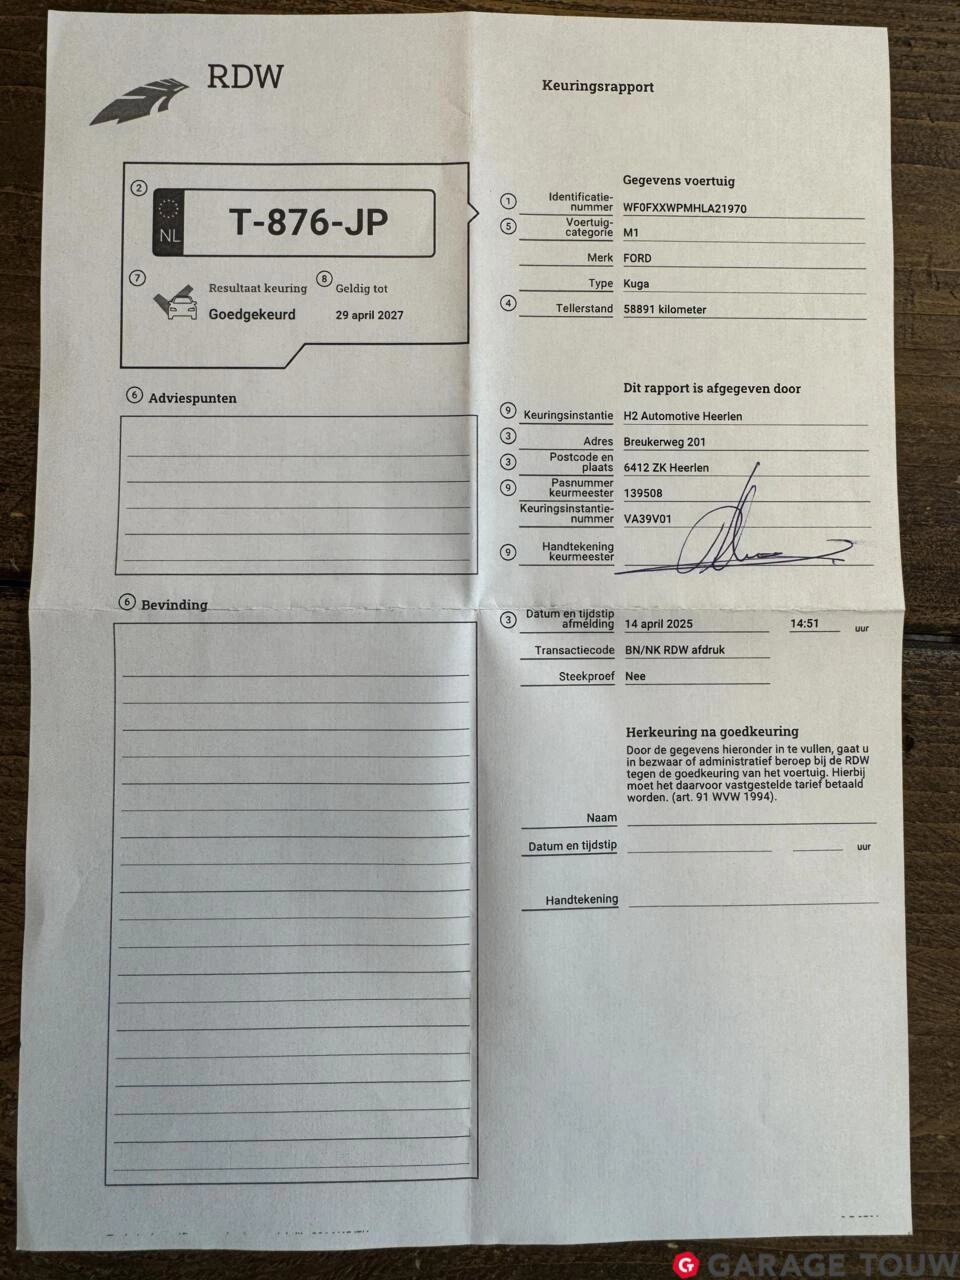 RDW
Keuringsrapport
2
NL
T-876-JP
7
Resultaat keuring
Goedgekeurd
8
Geldig tot
29 april 2027
6 Adviespunten
6 Bevinding
Gegevens voertuig
1 Identificatie-
nummer WF0FXXWPMHLA21970
5 Voertuig-
categorie M1
Merk FORD
Type Kuga
4 Tellerstand 58891 kilometer
Dit rapport is afgegeven door
9 Keuringsinstantie H2 Automotive Heerlen
3 Adres Breukerweg 201
3 Postcode en
plaats 6412 ZK Heerlen
9 Pasnummer
keurmeester 139508
Keuringsinstantie-
nummer VA39V01
9 Handtekening
keurmeester
3 Datum en tijdstip
afmelding 14 april 2025 14:51 uur
Transactiecode BN/NK RDW afdruk
Steekproef Nee
Herkeuring na goedkeuring
Door de gegevens hieronder in te vullen, gaat u
in bezwaar of administratief beroep bij de RDW
tegen de goedkeuring van het voertuig. Hierbij
moet het daarvoor vastgestelde tarief betaald
worden. (art. 91 WVW 1994).
Naam
Datum en tijdstip uur
Handtekening
GARAGE TOUW